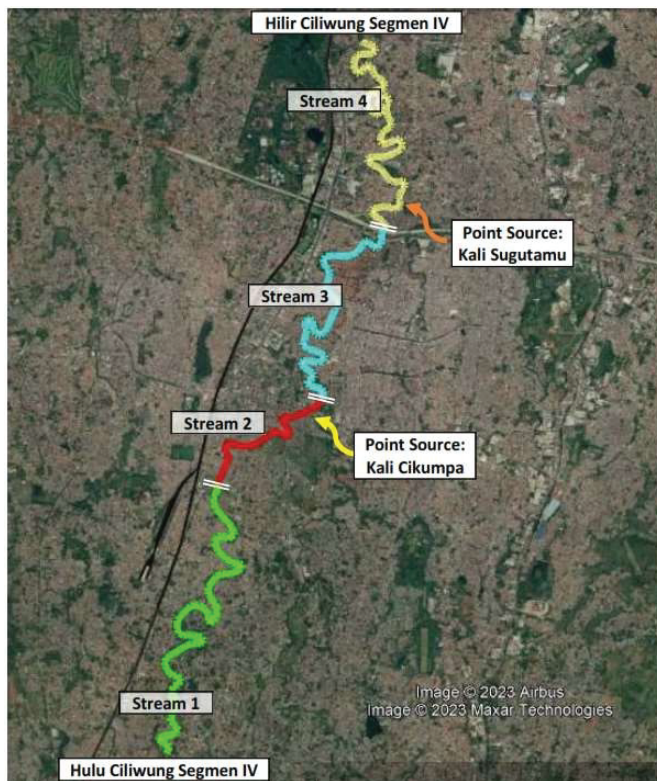 Hilir Ciliwung Segmen IV
Stream 4
Point Source:
Kali Sugutamu
Stream 3
Stream 2
Point Source:
Kali Cikumpa
Stream 1
Image © 2023 Airbus
Image © 2023 Maxar Technologies
Hulu Ciliwung Segmen IV